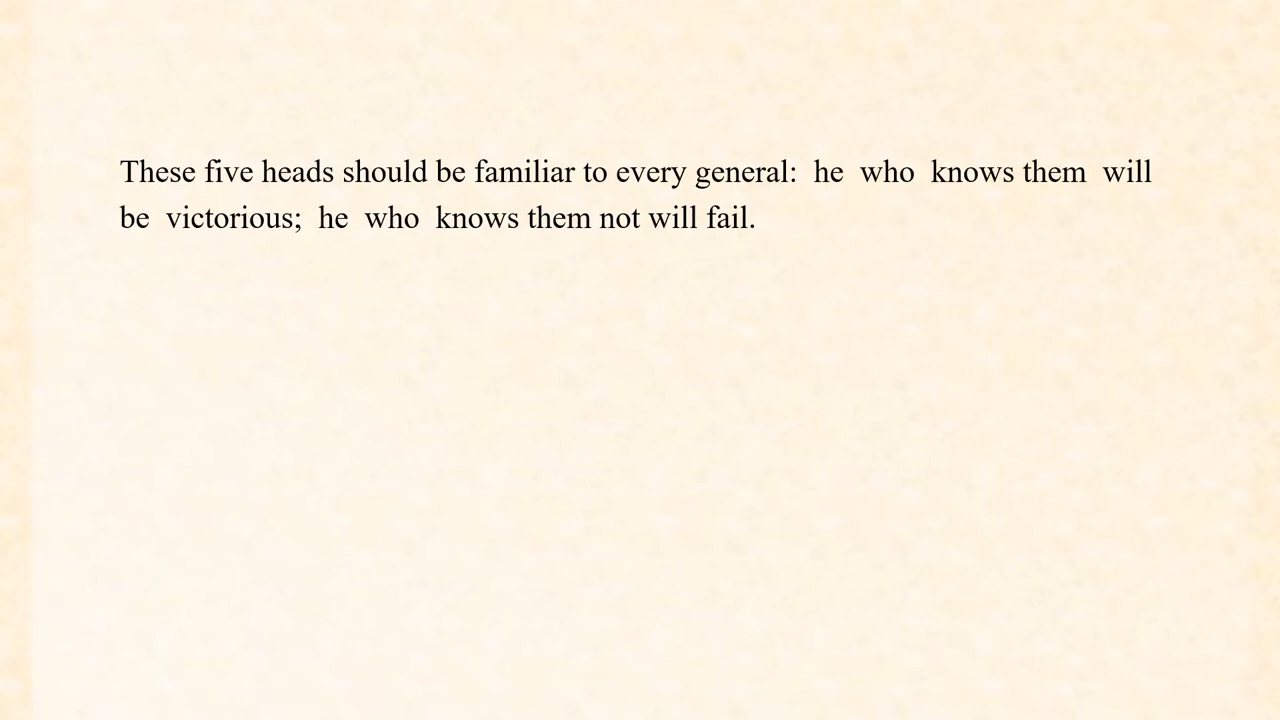 These five heads should be familiar to every general:  he  who  knows them  will
be  victorious;  he  who  knows them not will fail.